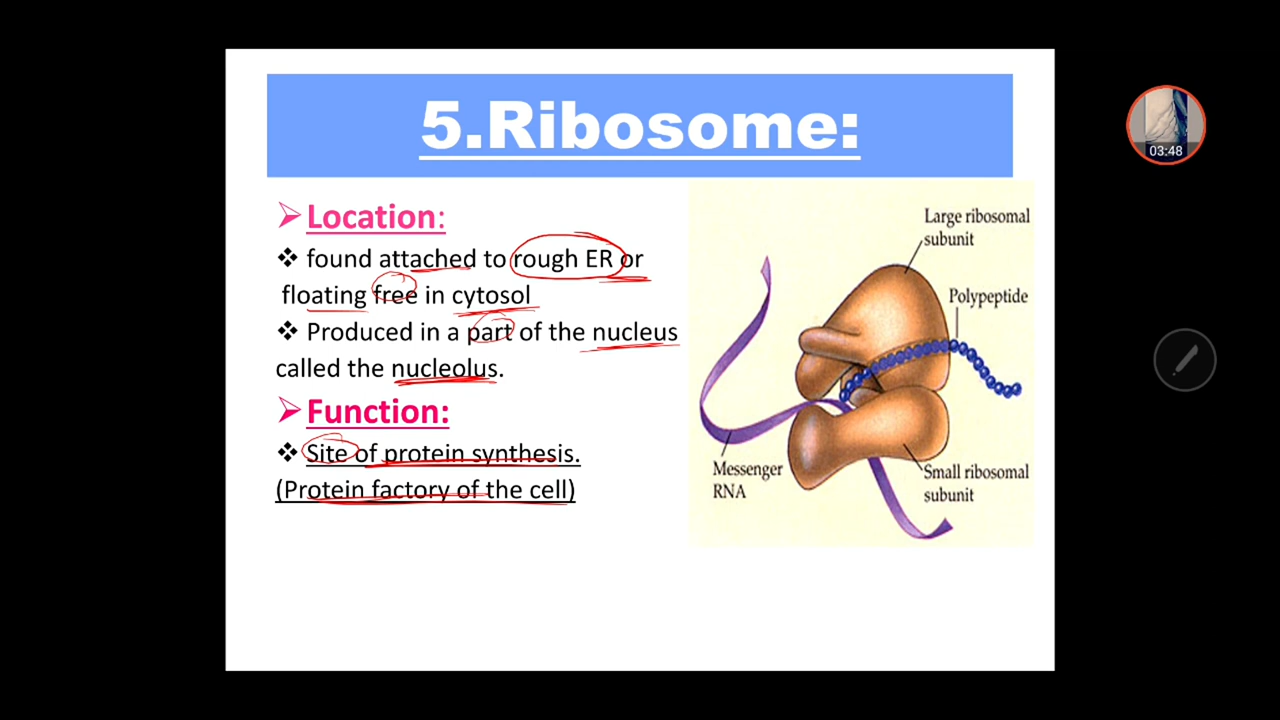 5.Ribosome:
Location:
found attached to rough ER or
floating free in cytosol
Produced in a part of the nucleus
called the nucleolus.
Function:
Site of protein synthesis.
(Protein factory of the cell)
Large ribosomal
subunit
Polypeptide
Messenger
RNA
Small ribosomal
subunit
03:48